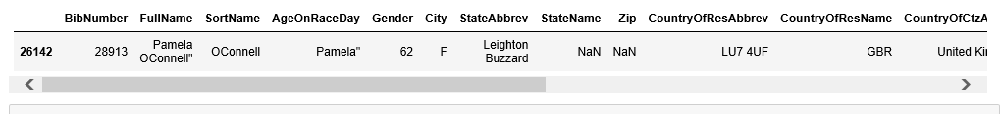 BibNumber FullName SortName AgeOnRaceDay Gender City StateAbbrev StateName Zip CountryOfResAbbrev CountryOfResName CountryOfCtzA
26142 28913 Pamela OConnell" OConnell Pamela" 62 F Leighton Buzzard NaN NaN LU7 4UF GBR United Ki